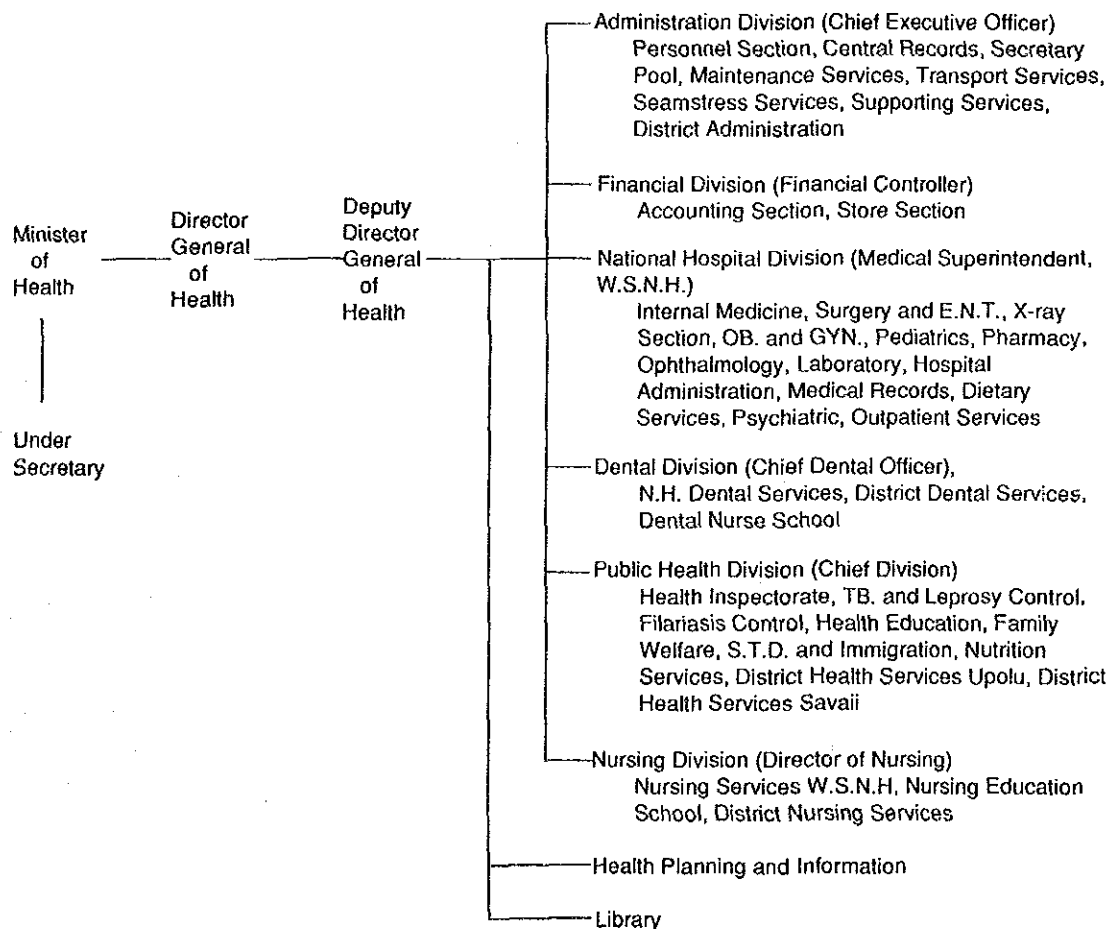 Minister
of
Health
Under
Secretary
Director
General
of
Health
Deputy
Director
General
of
Health
Administration Division (Chief Executive Officer)
Personnel Section, Central Records, Secretary
Pool, Maintenance Services, Transport Services,
Seamstress Services, Supporting Services,
District Administration
Financial Division (Financial Controller)
Accounting Section, Store Section
National Hospital Division (Medical Superintendent,
W.S.N.H.)
Internal Medicine, Surgery and E.N.T., X-ray
Section, OB. and GYN., Pediatrics, Pharmacy,
Ophthalmology, Laboratory, Hospital
Administration, Medical Records, Dietary
Services, Psychiatric, Outpatient Services
Dental Division (Chief Dental Officer),
N.H. Dental Services, District Dental Services,
Dental Nurse School
Public Health Division (Chief Division)
Health Inspectorate, TB. and Leprosy Control,
Filariasis Control, Health Education, Family
Welfare, S.T.D. and Immigration, Nutrition
Services, District Health Services Upolu, District
Health Services Savaii
Nursing Division (Director of Nursing)
Nursing Services W.S.N.H, Nursing Education
School, District Nursing Services
Health Planning and Information
Library